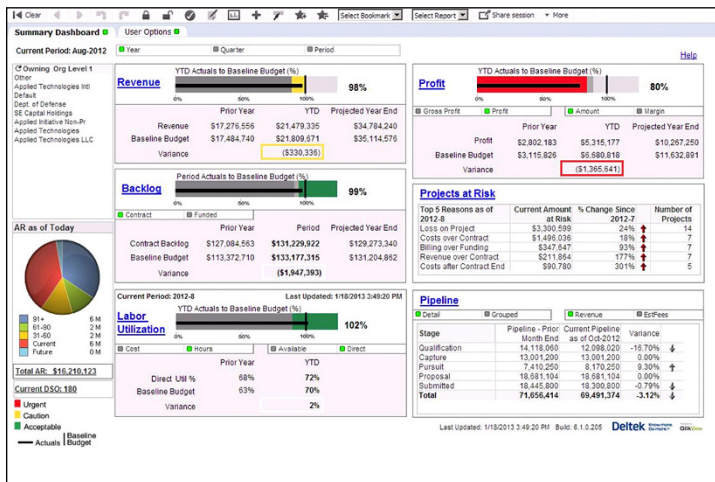 Clear Select Bookmark Select Report Share session More
Summary Dashboard User Options
Current Period: Aug-2012 Year Quarter Period
Help
Owning Org Level 1
Other
Applied Technologies Intl
Default
Dept. of Defense
SE Capital Holdings
Applied Initiative Non-Pr
Applied Technologies
Applied Technologies LLC
AR as of Today
91+ 6 M
61-90 2 M
31-60 2 M
Current 6 M
Future 0 M
Total AR: $16,210,123
Current DSO: 180
Urgent
Caution
Acceptable
Actuals Baseline Budget
YTD Actuals to Baseline Budget (%)
Revenue 98%
0% 50% 100%
Prior Year YTD Projected Year End
Revenue $17,276,556 $21,479,335 $34,784,240
Baseline Budget $17,484,740 $21,809,671 $35,114,576
Variance ($330,336)
Period Actuals to Baseline Budget (%)
Backlog 99%
0% 50% 100%
Contract Funded
Prior Year Period Projected Year End
Contract Backlog $127,084,563 $131,229,922 $129,273,340
Baseline Budget $113,372,710 $133,177,315 $131,204,862
Variance ($1,947,393)
Current Period: 2012-8 Last Updated: 1/18/2013 3:49:20 PM
YTD Actuals to Baseline Budget (%)
Labor Utilization 102%
0% 50% 100%
Cost Hours Available Direct
Prior Year YTD
Direct Util % 68% 72%
Baseline Budget 63% 70%
Variance 2%
YTD Actuals to Baseline Budget (%)
Profit 80%
0% 50% 100%
Gross Profit Profit Amount Margin
Prior Year YTD Projected Year End
Profit $2,802,183 $5,315,177 $10,267,250
Baseline Budget $3,115,826 $6,680,818 $11,632,891
Variance ($1,365,641)
Projects at Risk
Top 5 Reasons as of 2012-8 Current Amount at Risk % Change Since 2012-7 Number of Projects
Loss on Project $3,300,599 24% 14
Costs over Contract $1,496,036 18% 7
Billing over Funding $347,647 93% 7
Revenue over Contract $211,864 177% 7
Costs after Contract End $90,780 301% 5
Pipeline
Detail Grouped Revenue EstFees
Stage Pipeline - Prior Month End Current Pipeline as of Oct-2012 Variance
Qualification 14,118,060 12,098,020 -16.70%
Capture 13,001,200 13,001,200 0.00%
Pursuit 7,410,250 8,170,250 9.30%
Proposal 18,681,104 18,681,104 0.00%
Submitted 18,445,800 18,300,800 -0.79%
Total 71,656,414 69,491,374 -3.12%
Last Updated: 1/18/2013 3:49:20 PM Build: 6.1.0.205 Deltek Know more. Do more. QlikView